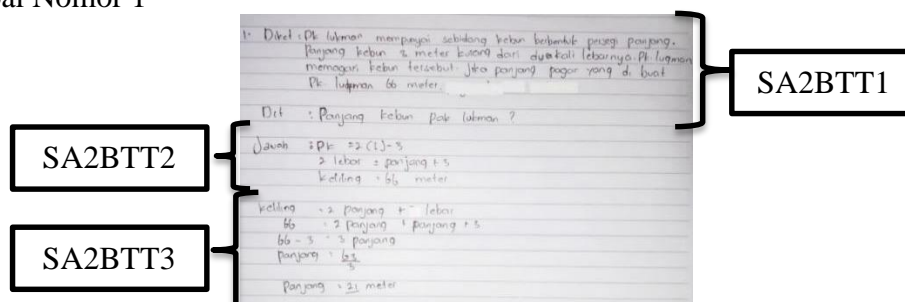 al Nomor 1
1. Diket : Pk lukman mempunyai sebidang kebun berbentuk persegi panjang.
Panjang kebun 3 meter kurang dari dua kali lebarnya. Pk luqman
memagari kebun tersebut. Jika panjang pagar yang di buat
Pk lukman 66 meter.
Dit : Panjang kebun pak lukman ?
Jawab : Pk = 2(l)-3
2 lebar = panjang + 3
Keliling = 66 meter
Keliling = 2 panjang + lebar
66 = 2 panjang + panjang + 3
66 - 3 = 3 panjang
panjang = 63
3
Panjang = 21 meter
SA2BTT1
SA2BTT2
SA2BTT3